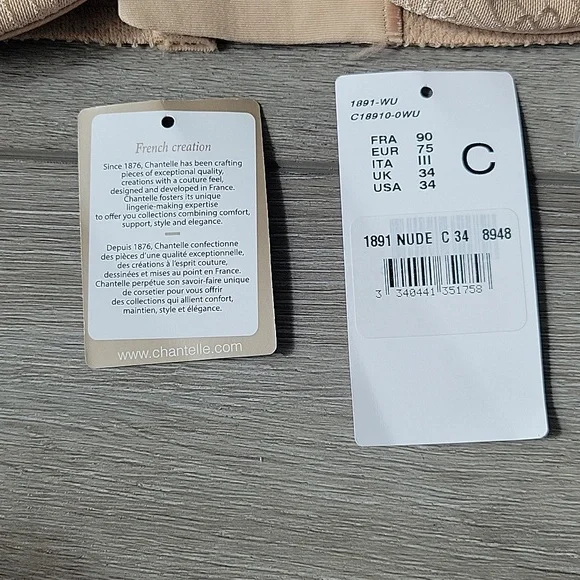 French creation
Since 1876, Chantelle has been crafting
pieces of exceptional quality,
creations with a couture feel,
designed and developed in France.
Chantelle fosters its unique
lingerie-making expertise
to offer you collections combining comfort,
support, style and elegance.
Depuis 1876, Chantelle confectionne
des pièces d'une qualité exceptionnelle,
des créations à l'esprit couture,
dessinées et mises au point en France.
Chantelle perpétue son savoir-faire unique
de corsetier pour vous offrir
des collections qui allient confort,
maintien, style et élégance.
www.chantelle.com
1891-WU
C18910-0WU
FRA 90
EUR 75
ITA III
UK 34
USA 34
C
1891 NUDE C 34 8948
3 340441 351758